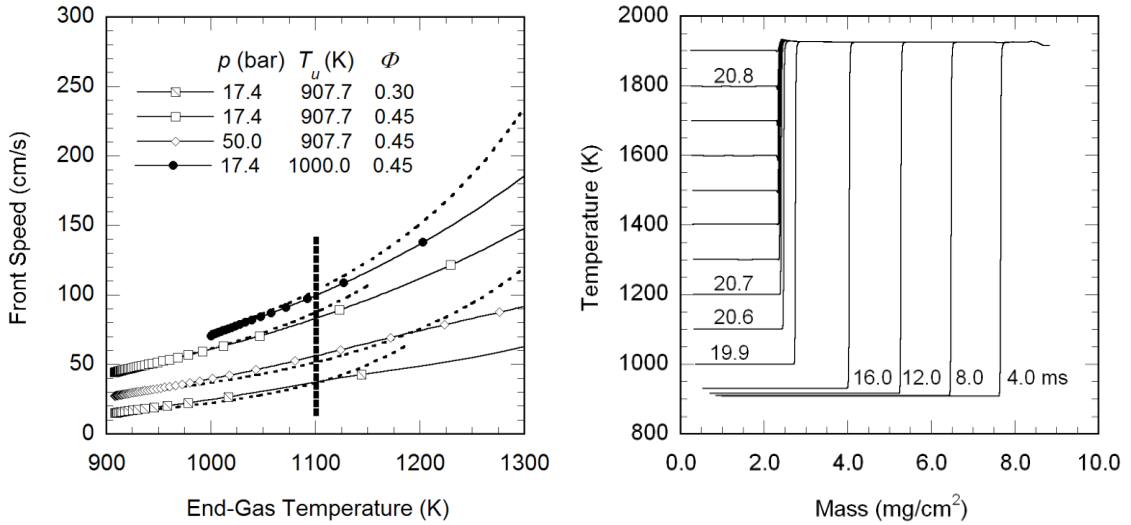 300
250
200
150
100
50
0
Front Speed (cm/s)
p (bar) Tu (K) Φ
17.4 907.7 0.30
17.4 907.7 0.45
50.0 907.7 0.45
17.4 1000.0 0.45
900 1000 1100 1200 1300
End-Gas Temperature (K)
2000
1800
1600
1400
1200
1000
800
Temperature (K)
20.8
20.7
20.6
19.9
16.0 12.0 8.0 4.0 ms
0.0 2.0 4.0 6.0 8.0 10.0
Mass (mg/cm2)